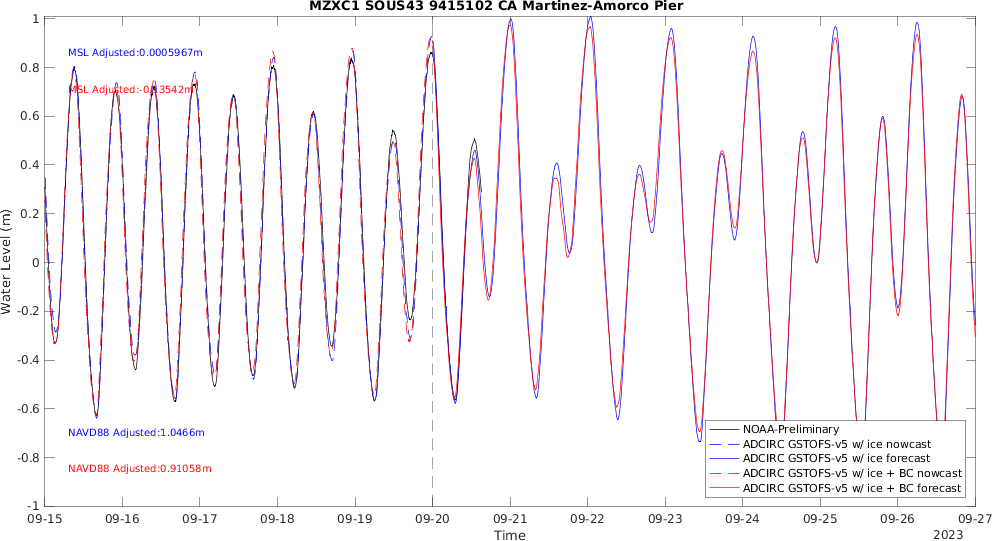 MZXC1 SOUS43 9415102 CA Martinez-Amorco Pier
MSL Adjusted:0.0005967m
MSL Adjusted:-0.13542m
NAVD88 Adjusted:1.0466m
NAVD88 Adjusted:0.91058m
Water Level (m)
1
0.8
0.6
0.4
0.2
0
-0.2
-0.4
-0.6
-0.8
-1
NOAA-Preliminary
ADCIRC GSTOFS-v5 w/ ice nowcast
ADCIRC GSTOFS-v5 w/ ice forecast
ADCIRC GSTOFS-v5 w/ ice + BC nowcast
ADCIRC GSTOFS-v5 w/ ice + BC forecast
09-15 09-16 09-17 09-18 09-19 09-20 09-21 09-22 09-23 09-24 09-25 09-26 09-27
Time
2023